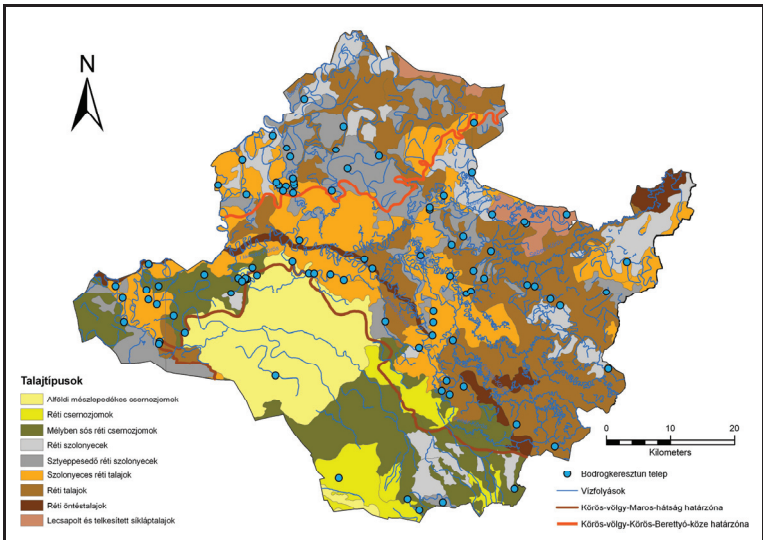 N
Talajtípusok
Alföldi mészlepedékes csernozjomok
Réti csernozjomok
Mélyben sós réti csernozjomok
Réti szolonyecek
Sztyeppesedő réti szolonyecek
Szolonyeces réti talajok
Réti talajok
Réti öntéstalajok
Lecsapolt és telkesített síkláptalajok
0 5 10 20
Kilometers
Bodrogkeresztúri telep
Vízfolyások
Körös-völgy-Maros-hátság határzóna
Körös-völgy-Körös-Berettyó-köze határzóna